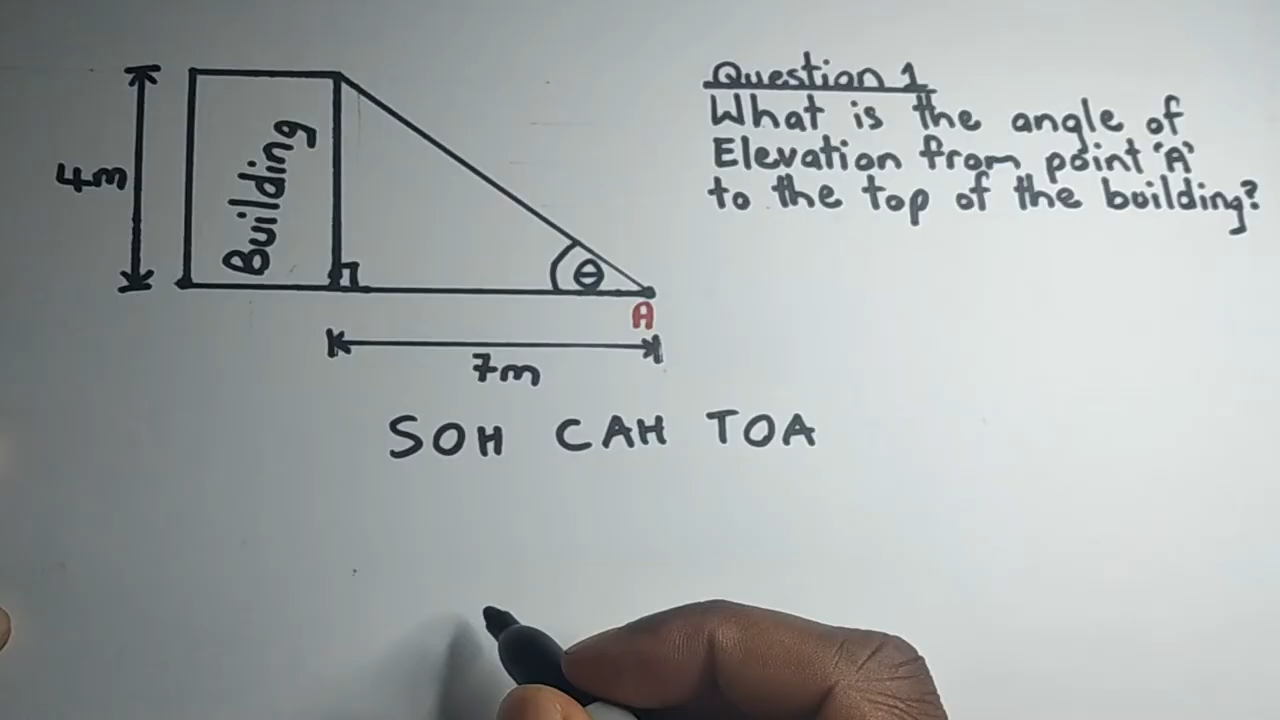 Question 1
What is the angle of
Elevation from point 'A'
to the top of the building?
4m
Building
θ
A
7m
SOH CAH TOA